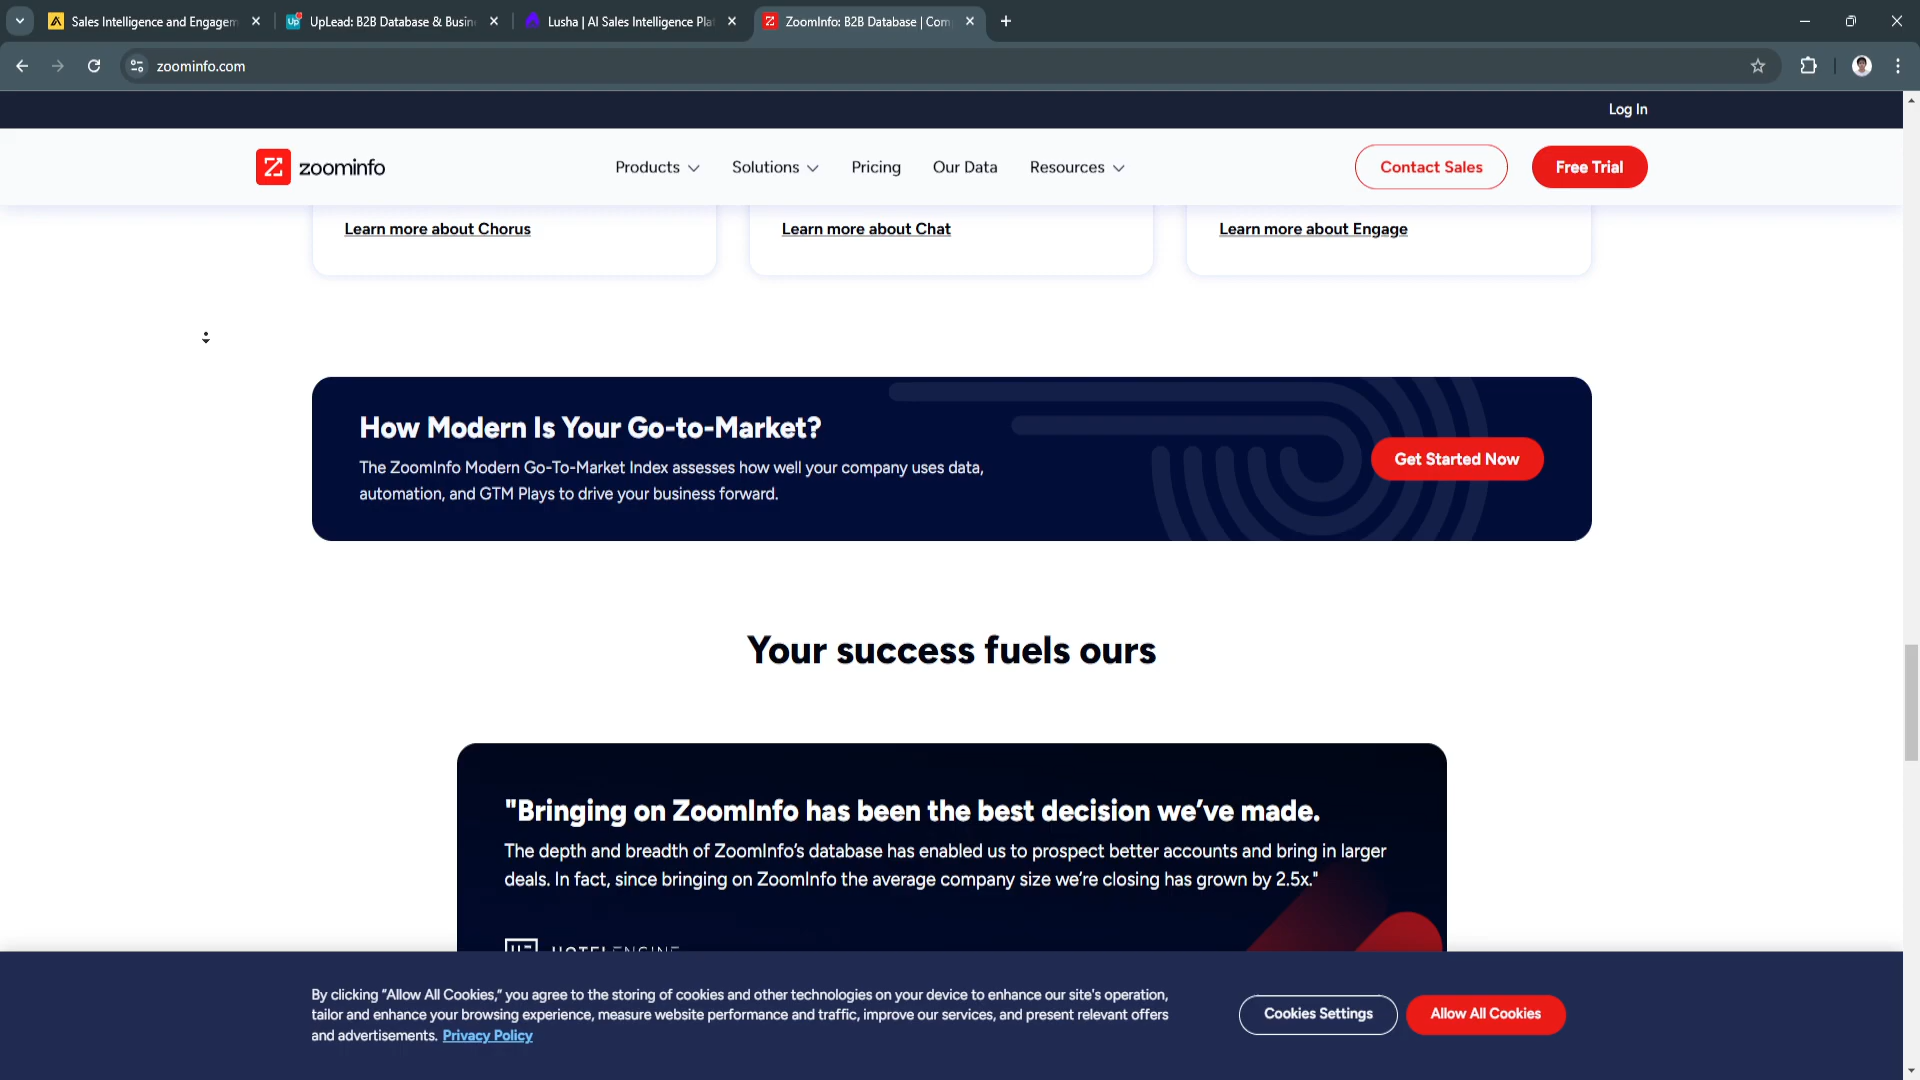 Sales Intelligence and Engagem
UpLead: B2B Database & Busin
Lusha | AI Sales Intelligence Pla
ZoomInfo: B2B Database | Com
zoominfo.com
Log In
zoominfo
Products
Solutions
Pricing
Our Data
Resources
Contact Sales
Free Trial
Learn more about Chorus
Learn more about Chat
Learn more about Engage
How Modern Is Your Go-to-Market?
The ZoomInfo Modern Go-To-Market Index assesses how well your company uses data,
automation, and GTM Plays to drive your business forward.
Get Started Now
Your success fuels ours
"Bringing on ZoomInfo has been the best decision we’ve made.
The depth and breadth of ZoomInfo’s database has enabled us to prospect better accounts and bring in larger
deals. In fact, since bringing on ZoomInfo the average company size we’re closing has grown by 2.5x."
HOTELENGINE
By clicking “Allow All Cookies,” you agree to the storing of cookies and other technologies on your device to enhance our site's operation,
tailor and enhance your browsing experience, measure website performance and traffic, improve our services, and present relevant offers
and advertisements. Privacy Policy
Cookies Settings
Allow All Cookies